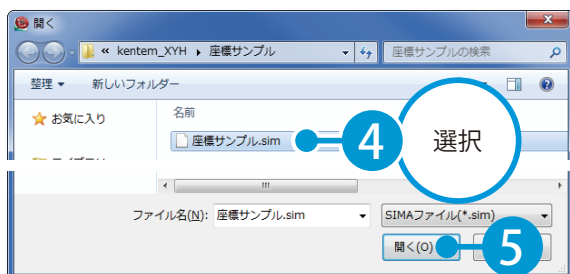 開く
« kentem_XYH ▸ 座標サンプル
座標サンプルの検索
整理 ▼ 新しいフォルダー
お気に入り
名前
座標サンプル.sim
4
選択
ファイル名(N): 座標サンプル.sim
SIMAファイル(*.sim)
開く(O)
5